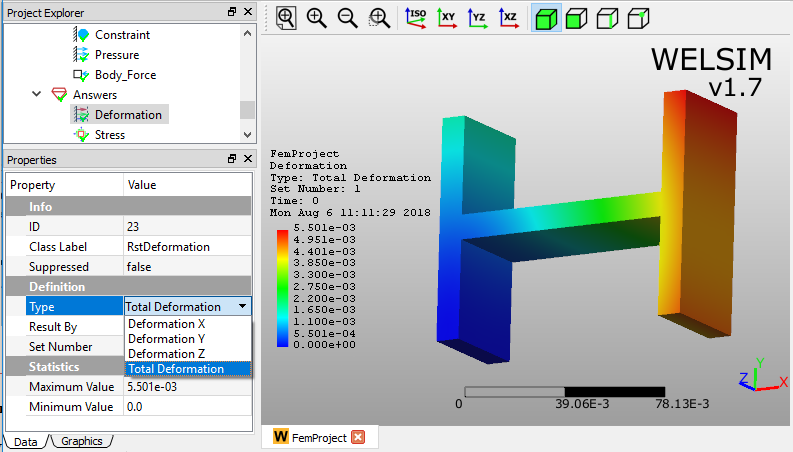 Project Explorer
Constraint
Pressure
Body_Force
Answers
Deformation
Stress
Properties
Property Value
Info
ID 23
Class Label RstDeformation
Suppressed false
Definition
Type Total Deformation
Deformation X
Result By
Deformation Y
Set Number
Deformation Z
Statistics
Total Deformation
Maximum Value 5.501e-03
Minimum Value 0.0
Data Graphics
ISO XY YZ XZ
WELSIM
v1.7
FemProject
Deformation
Type: Total Deformation
Set Number: 1
Time: 0
Mon Aug 6 11:11:29 2018
5.501e-03
4.951e-03
4.401e-03
3.850e-03
3.300e-03
2.750e-03
2.200e-03
1.650e-03
1.100e-03
5.501e-04
0.000e+00
0 39.06E-3 78.13E-3
Y
Z X
W FemProject